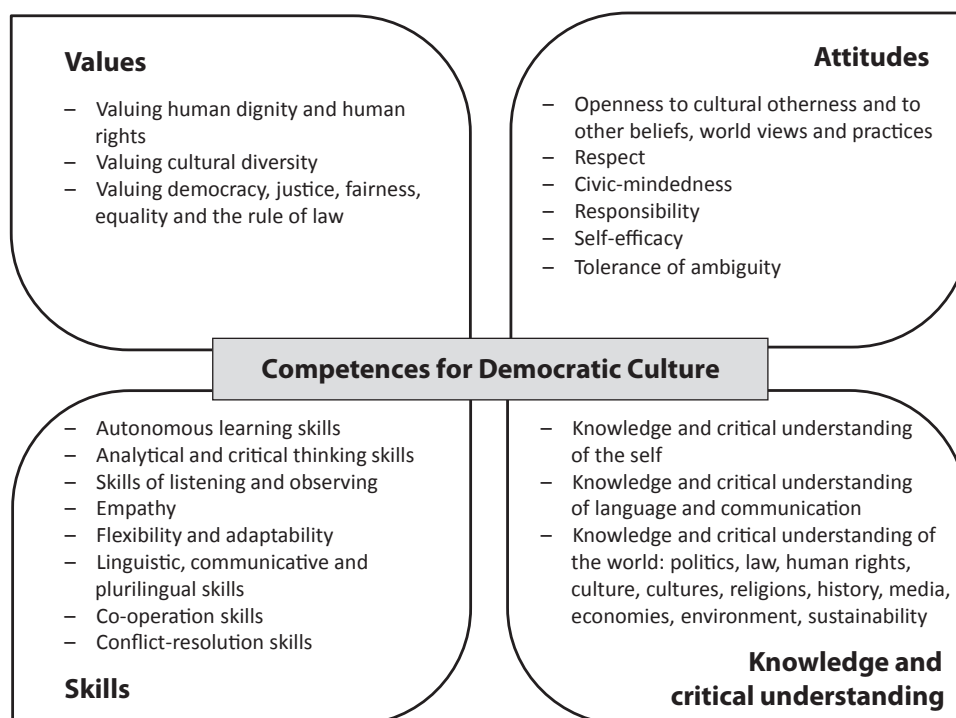 Values
– Valuing human dignity and human
rights
– Valuing cultural diversity
– Valuing democracy, justice, fairness,
equality and the rule of law
Attitudes
– Openness to cultural otherness and to
other beliefs, world views and practices
– Respect
– Civic-mindedness
– Responsibility
– Self-efficacy
– Tolerance of ambiguity
Competences for Democratic Culture
– Autonomous learning skills
– Analytical and critical thinking skills
– Skills of listening and observing
– Empathy
– Flexibility and adaptability
– Linguistic, communicative and
plurilingual skills
– Co-operation skills
– Conflict-resolution skills
Skills
– Knowledge and critical understanding
of the self
– Knowledge and critical understanding
of language and communication
– Knowledge and critical understanding of
the world: politics, law, human rights,
culture, cultures, religions, history, media,
economies, environment, sustainability
Knowledge and
critical understanding